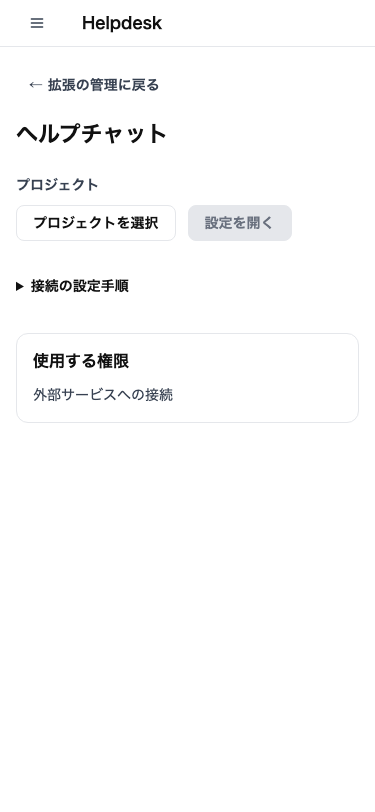 Helpdesk
← 拡張の管理に戻る
ヘルプチャット
プロジェクト
プロジェクトを選択
設定を開く
▶ 接続の設定手順
使用する権限
外部サービスへの接続